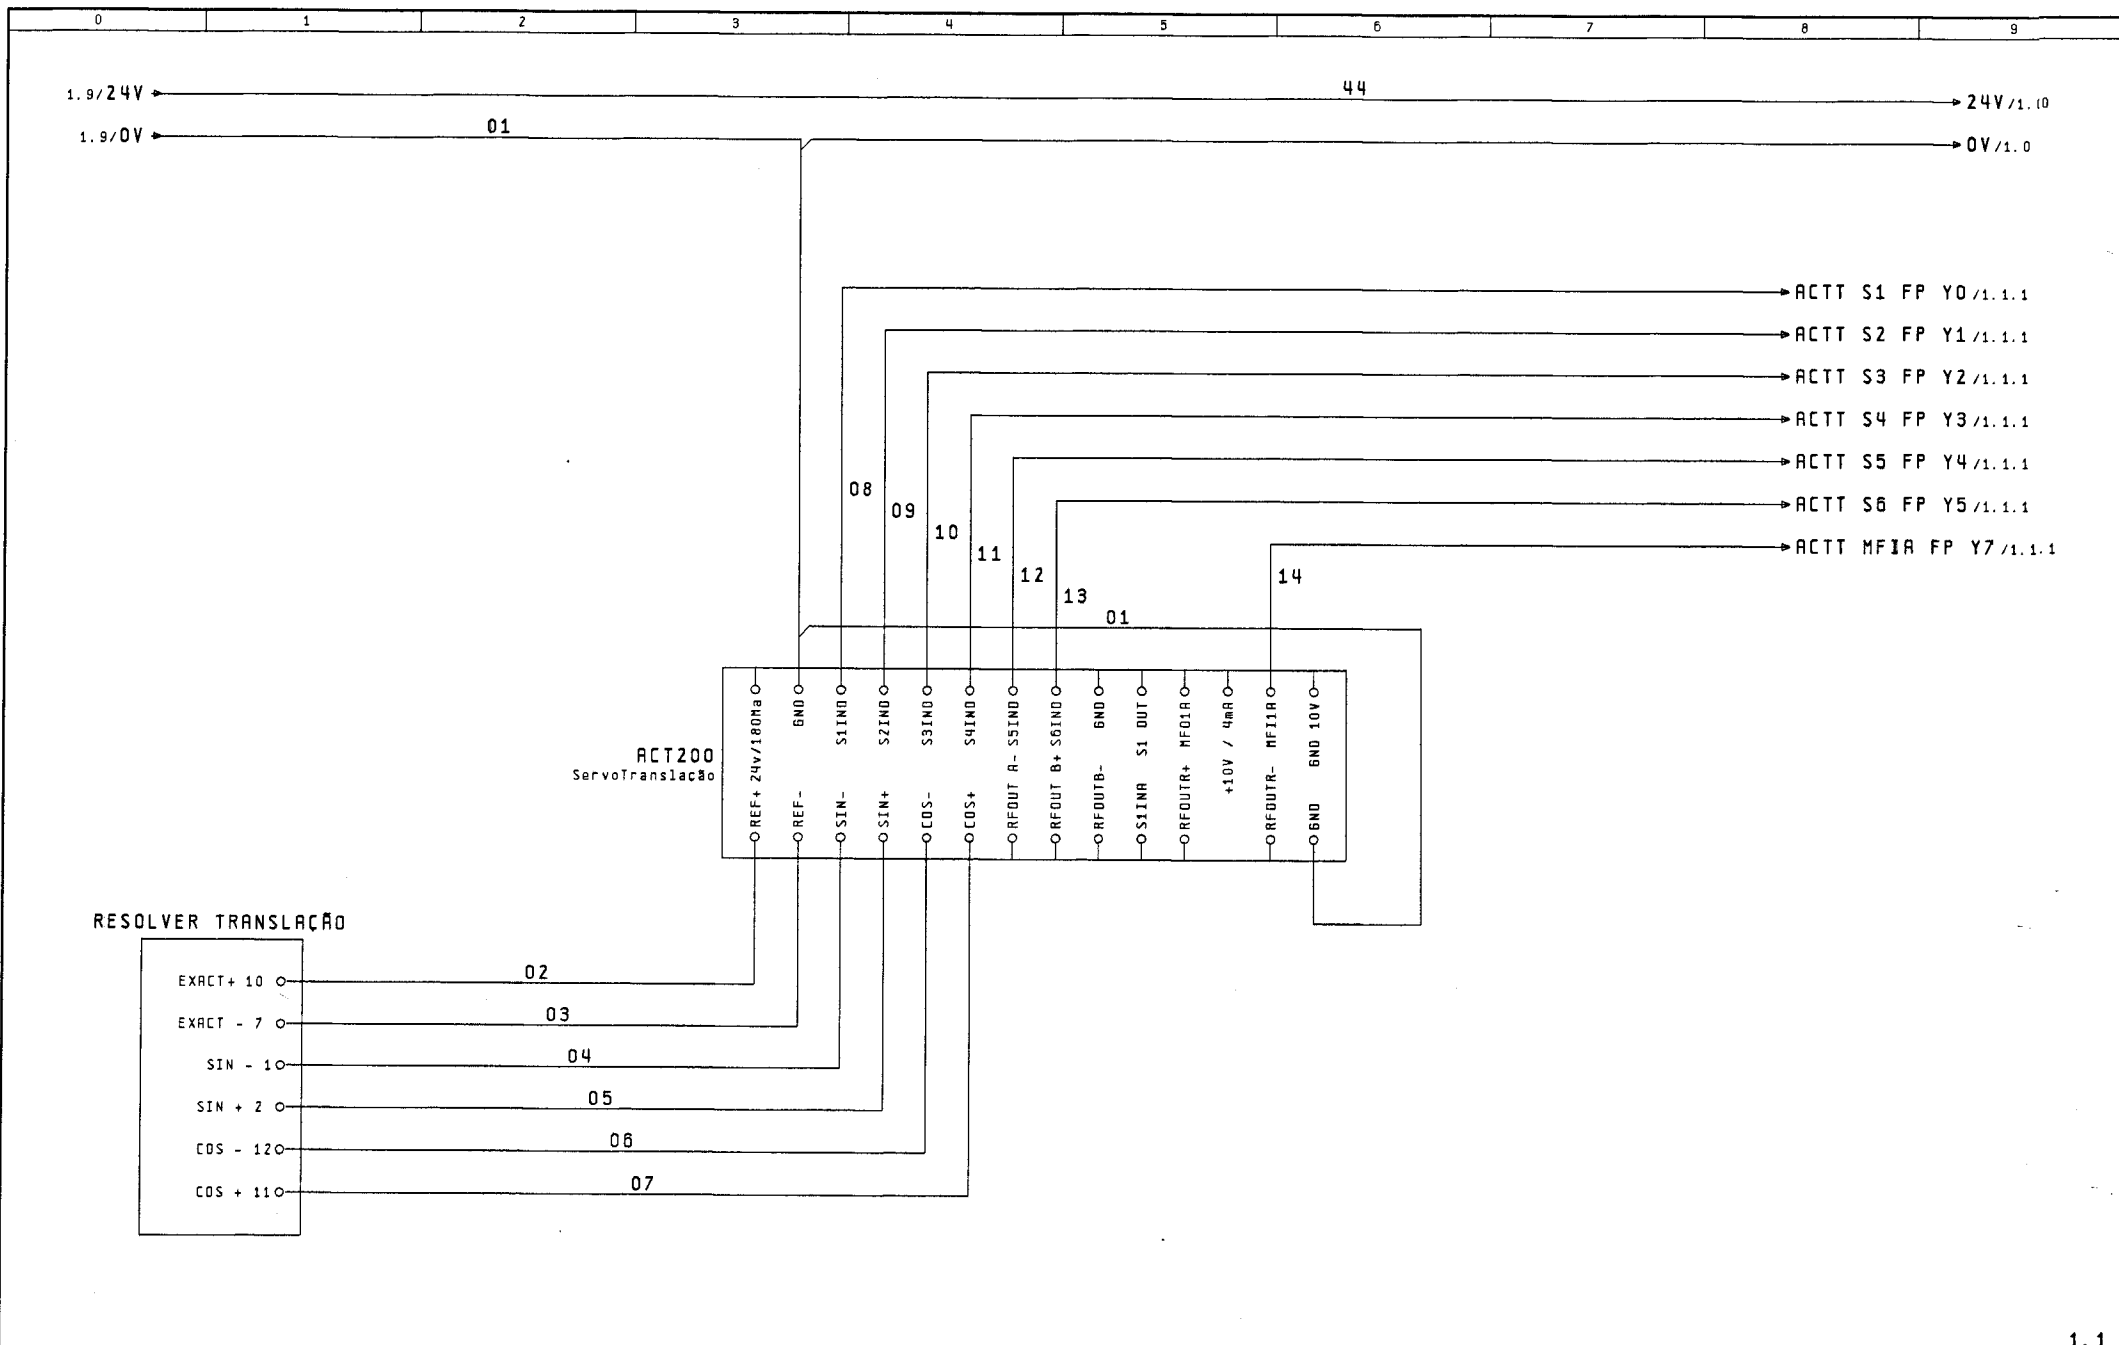 0 1 2 3 4 5 6 7 8 9
44
1.9/24V
24V/1.10
01
1.9/0V
0V/1.0
ACTT S1 FP Y0/1.1.1
ACTT S2 FP Y1/1.1.1
ACTT S3 FP Y2/1.1.1
ACTT S4 FP Y3/1.1.1
ACTT S5 FP Y4/1.1.1
ACTT S6 FP Y5/1.1.1
ACTT MFIA FP Y7/1.1.1
08
09
10
11
12
13
14
01
ACT200
ServoTranslação
REF+ 24v/180Ma
REF- GND
SIN- S1IND
SIN+ S2IND
COS- S3IND
COS+ S4IND
RFOUT A- S5IND
RFOUT B+ S6IND
RFOUTB- GND
S1INA S1 OUT
RFOUTR+ MFO1A
+10V / 4mA
RFOUTR- MFI1A
GND GND 10V
RESOLVER TRANSLAÇÃO
EXACT+ 10
EXACT - 7
SIN - 1
SIN + 2
COS - 12
COS + 11
02
03
04
05
06
07
1.1